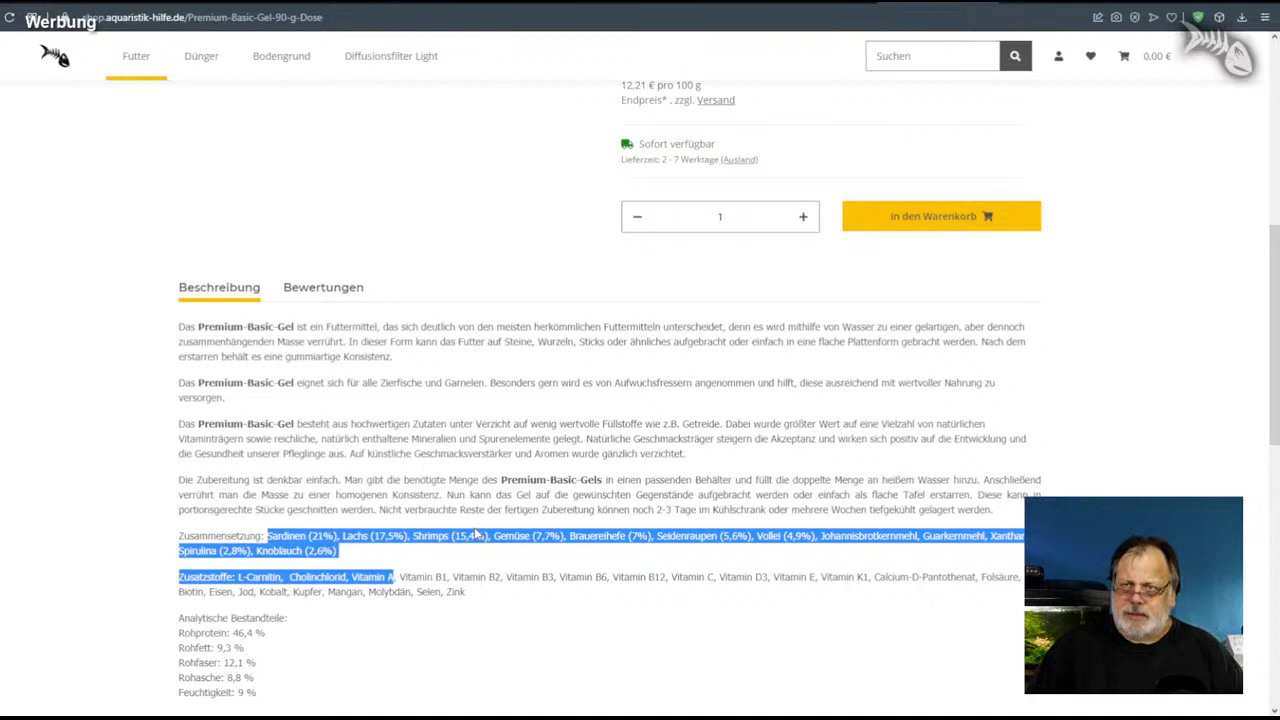 Werbung
shop.aquaristik-hilfe.de/Premium-Basic-Gel-90-g-Dose
Futter Dünger Bodengrund Diffusionsfilter Light Suchen 0,00 €
12,21 € pro 100 g
Endpreis* , zzgl. Versand
Sofort verfügbar
Lieferzeit: 2 - 7 Werktage (Ausland)
− 1 + In den Warenkorb
Beschreibung Bewertungen
Das Premium-Basic-Gel ist ein Futtermittel, das sich deutlich von den meisten herkömmlichen Futtermitteln unterscheidet, denn es wird mithilfe von Wasser zu einer gelartigen, aber dennoch
zusammenhängenden Masse verrührt. In dieser Form kann das Futter auf Steine, Wurzeln, Sticks oder ähnliches aufgebracht oder einfach in eine flache Plattenform gebracht werden. Nach dem
erstarren behält es eine gummiartige Konsistenz.
Das Premium-Basic-Gel eignet sich für alle Zierfische und Garnelen. Besonders gern wird es von Aufwuchsfressern angenommen und hilft, diese ausreichend mit wertvoller Nahrung zu
versorgen.
Das Premium-Basic-Gel besteht aus hochwertigen Zutaten unter Verzicht auf wenig wertvolle Füllstoffe wie z.B. Getreide. Dabei wurde größter Wert auf eine Vielzahl von natürlichen
Vitaminträgern sowie reichliche, natürlich enthaltene Mineralien und Spurenelemente gelegt. Natürliche Geschmacksträger steigern die Akzeptanz und wirken sich positiv auf die Entwicklung und
die Gesundheit unserer Pfleglinge aus. Auf künstliche Geschmacksverstärker und Aromen wurde gänzlich verzichtet.
Die Zubereitung ist denkbar einfach. Man gibt die benötigte Menge des Premium-Basic-Gels in einen passenden Behälter und füllt die doppelte Menge an heißem Wasser hinzu. Anschließend
verrührt man die Masse zu einer homogenen Konsistenz. Nun kann das Gel auf die gewünschten Gegenstände aufgebracht werden oder einfach als flache Tafel erstarren. Diese kann in
portionsgerechte Stücke geschnitten werden. Nicht verbrauchte Reste der fertigen Zubereitung können noch 2-3 Tage im Kühlschrank oder mehrere Wochen tiefgekühlt gelagert werden.
Zusammensetzung: Sardinen (21%), Lachs (17,5%), Shrimps (15,4%), Gemüse (7,7%), Brauereihefe (7%), Seidenraupen (5,6%), Vollei (4,9%), Johannisbrotkernmehl, Guarkernmehl, Xanthan
Spirulina (2,8%), Knoblauch (2,6%)
Zusatzstoffe: L-Carnitin, Cholinchlorid, Vitamin A, Vitamin B1, Vitamin B2, Vitamin B3, Vitamin B6, Vitamin B12, Vitamin C, Vitamin D3, Vitamin E, Vitamin K1, Calcium-D-Pantothenat, Folsäure,
Biotin, Eisen, Jod, Kobalt, Kupfer, Mangan, Molybdän, Selen, Zink
Analytische Bestandteile:
Rohprotein: 46,4 %
Rohfett: 9,3 %
Rohfaser: 12,1 %
Rohasche: 8,8 %
Feuchtigkeit: 9 %